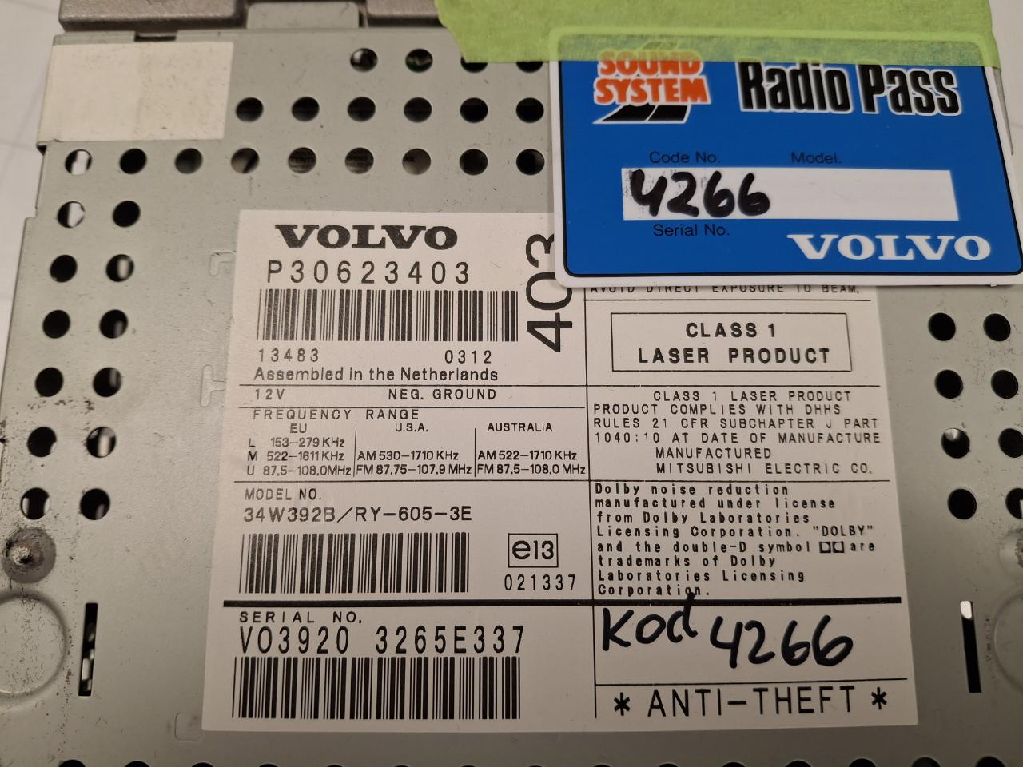 SOUND
SYSTEM
Radio Pass
Code No. Model.
4266
Serial No.
VOLVO
VOLVO
P30623403
403
13483 0312
Assembled in the Netherlands
12V NEG. GROUND
FREQUENCY RANGE
EU U.S.A. AUSTRALIA
L 153-279 KHz
M 522-1611 KHz AM 530-1710 KHz AM 522-1710 KHz
U 87.5-108.0MHz FM 87.75-107.9 MHz FM 87.5-108.0 MHz
MODEL NO.
34W392B/RY-605-3E
e13
021337
SERIAL NO.
VO3920 3265E337
AVOID DIRECT EXPOSURE TO BEAM.
CLASS 1
LASER PRODUCT
CLASS 1 LASER PRODUCT
PRODUCT COMPLIES WITH DHHS
RULES 21 CFR SUBCHAPTER J PART
1040:10 AT DATE OF MANUFACTURE
MANUFACTURED
MITSUBISHI ELECTRIC CO.
Dolby noise reduction
manufactured under license
from Dolby Laboratories
Licensing Corporation. "DOLBY"
and the double-D symbol are
trademarks of Dolby
Laboratories Licensing
Corporation.
Kod 4266
* ANTI-THEFT *